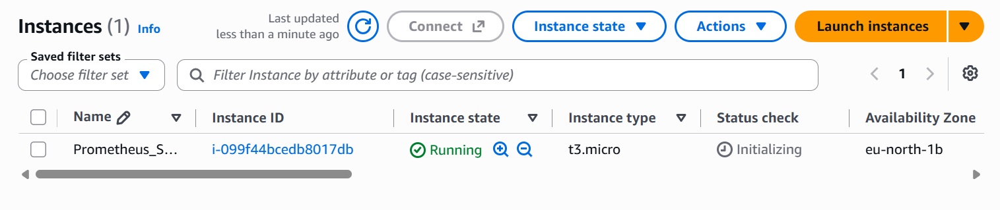 Instances (1) Info
Last updated
less than a minute ago
Connect
Instance state
Actions
Launch instances
Saved filter sets
Choose filter set
Filter Instance by attribute or tag (case-sensitive)
1
Name Instance ID Instance state Instance type Status check Availability Zone
Prometheus_S... i-099f44bcedb8017db Running t3.micro Initializing eu-north-1b